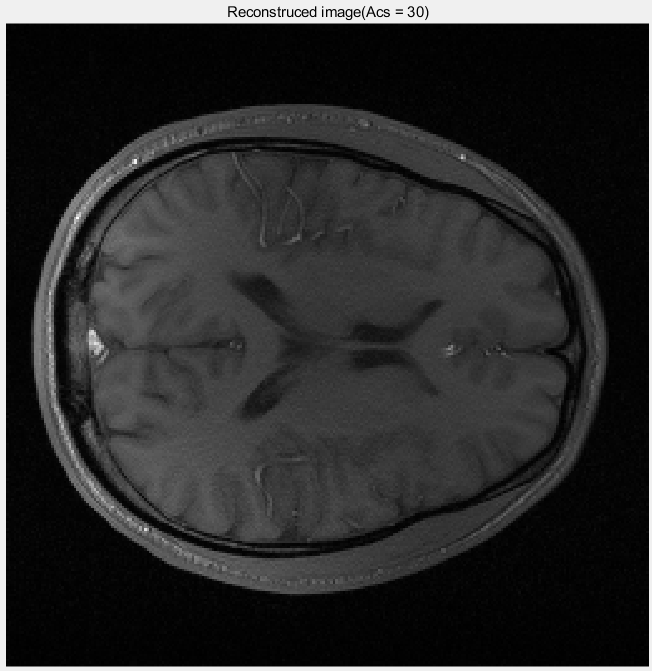 Reconstruced image(Acs = 30)